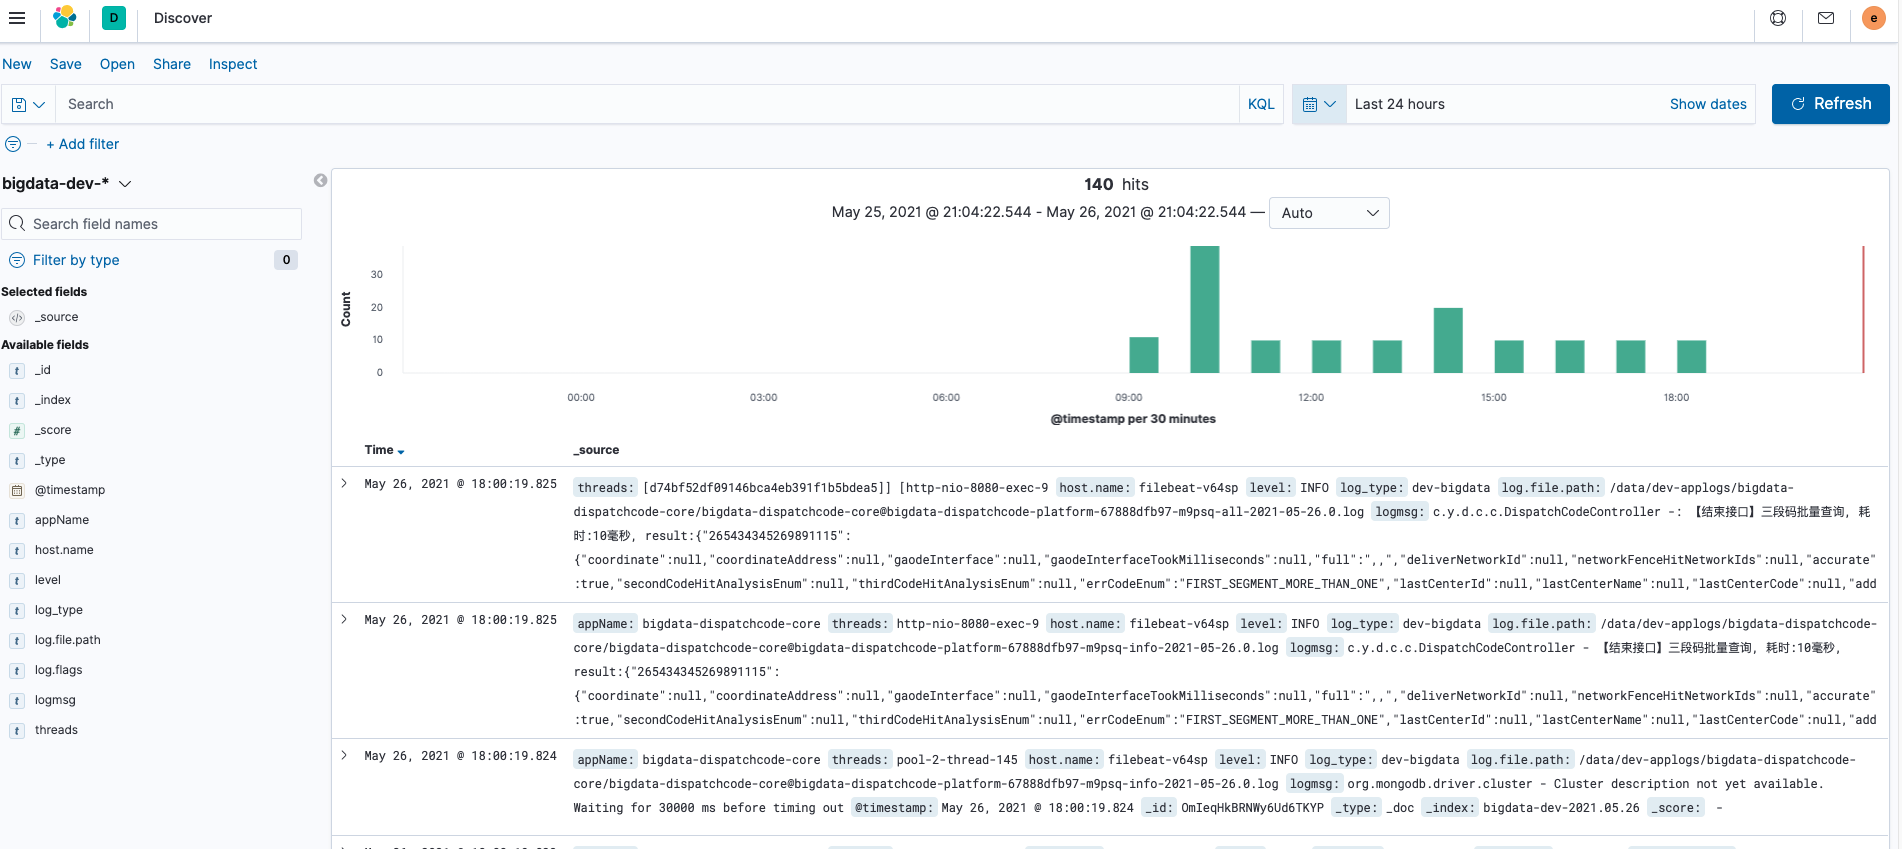 D Discover e
New Save Open Share Inspect
Search KQL Last 24 hours Show dates Refresh
+ Add filter
bigdata-dev-*
Search field names
Filter by type 0
Selected fields
_source
Available fields
_id
_index
_score
_type
@timestamp
appName
host.name
level
log_type
log.file.path
log.flags
logmsg
threads
140 hits
May 25, 2021 @ 21:04:22.544 - May 26, 2021 @ 21:04:22.544 — Auto
Count
30
20
10
0
00:00 03:00 06:00 09:00 12:00 15:00 18:00
@timestamp per 30 minutes
Time _source
May 26, 2021 @ 18:00:19.825 threads: [d74bf52df09146bca4eb391f1b5bdea5]] [http-nio-8080-exec-9 host.name: filebeat-v64sp level: INFO log_type: dev-bigdata log.file.path: /data/dev-applogs/bigdata-
dispatchcode-core/bigdata-dispatchcode-core@bigdata-dispatchcode-platform-67888dfb97-m9psq-all-2021-05-26.0.log logmsg: c.y.d.c.c.DispatchCodeController -: 【结束接口】三段码批量查询, 耗
时:10毫秒, result:{"265434345269891115":
{"coordinate":null,"coordinateAddress":null,"gaodeInterface":null,"gaodeInterfaceTookMilliseconds":null,"full":",,","deliverNetworkId":null,"networkFenceHitNetworkIds":null,"accurate"
:true,"secondCodeHitAnalysisEnum":null,"thirdCodeHitAnalysisEnum":null,"errCodeEnum":"FIRST_SEGMENT_MORE_THAN_ONE","lastCenterId":null,"lastCenterName":null,"lastCenterCode":null,"add
May 26, 2021 @ 18:00:19.825 appName: bigdata-dispatchcode-core threads: http-nio-8080-exec-9 host.name: filebeat-v64sp level: INFO log_type: dev-bigdata log.file.path: /data/dev-applogs/bigdata-dispatchcode-
core/bigdata-dispatchcode-core@bigdata-dispatchcode-platform-67888dfb97-m9psq-info-2021-05-26.0.log logmsg: c.y.d.c.c.DispatchCodeController - 【结束接口】三段码批量查询, 耗时:10毫秒,
result:{"265434345269891115":
{"coordinate":null,"coordinateAddress":null,"gaodeInterface":null,"gaodeInterfaceTookMilliseconds":null,"full":",,","deliverNetworkId":null,"networkFenceHitNetworkIds":null,"accurate"
:true,"secondCodeHitAnalysisEnum":null,"thirdCodeHitAnalysisEnum":null,"errCodeEnum":"FIRST_SEGMENT_MORE_THAN_ONE","lastCenterId":null,"lastCenterName":null,"lastCenterCode":null,"add
May 26, 2021 @ 18:00:19.824 appName: bigdata-dispatchcode-core threads: pool-2-thread-145 host.name: filebeat-v64sp level: INFO log_type: dev-bigdata log.file.path: /data/dev-applogs/bigdata-dispatchcode-
core/bigdata-dispatchcode-core@bigdata-dispatchcode-platform-67888dfb97-m9psq-info-2021-05-26.0.log logmsg: org.mongodb.driver.cluster - Cluster description not yet available.
Waiting for 30000 ms before timing out @timestamp: May 26, 2021 @ 18:00:19.824 _id: OmIeqHkBRNWy6Ud6TKYP _type: _doc _index: bigdata-dev-2021.05.26 _score: -